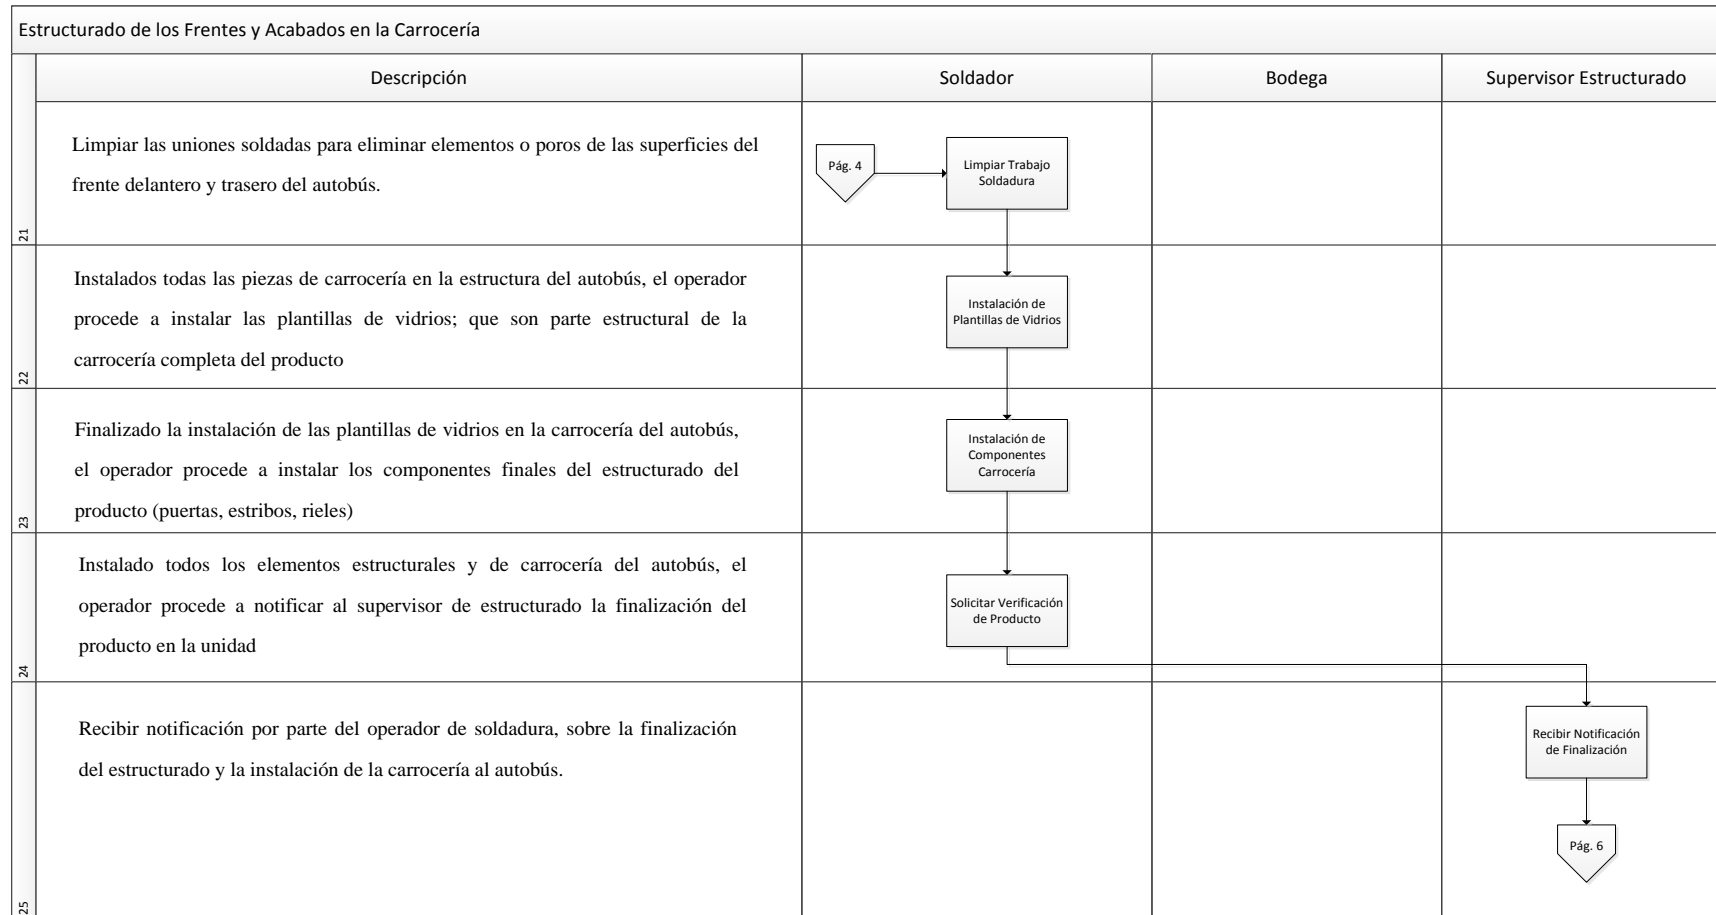 Estructurado de los Frentes y Acabados en la Carrocería
Descripción
Soldador
Bodega
Supervisor Estructurado
21
Limpiar las uniones soldadas para eliminar elementos o poros de las superficies del
frente delantero y trasero del autobús.
Pág. 4
Limpiar Trabajo
Soldadura
22
Instalados todas las piezas de carrocería en la estructura del autobús, el operador
procede a instalar las plantillas de vidrios; que son parte estructural de la
carrocería completa del producto
Instalación de
Plantillas de Vidrios
23
Finalizado la instalación de las plantillas de vidrios en la carrocería del autobús,
el operador procede a instalar los componentes finales del estructurado del
producto (puertas, estribos, rieles)
Instalación de
Componentes
Carrocería
24
Instalado todos los elementos estructurales y de carrocería del autobús, el
operador procede a notificar al supervisor de estructurado la finalización del
producto en la unidad
Solicitar Verificación
de Producto
25
Recibir notificación por parte del operador de soldadura, sobre la finalización
del estructurado y la instalación de la carrocería al autobús.
Recibir Notificación
de Finalización
Pág. 6